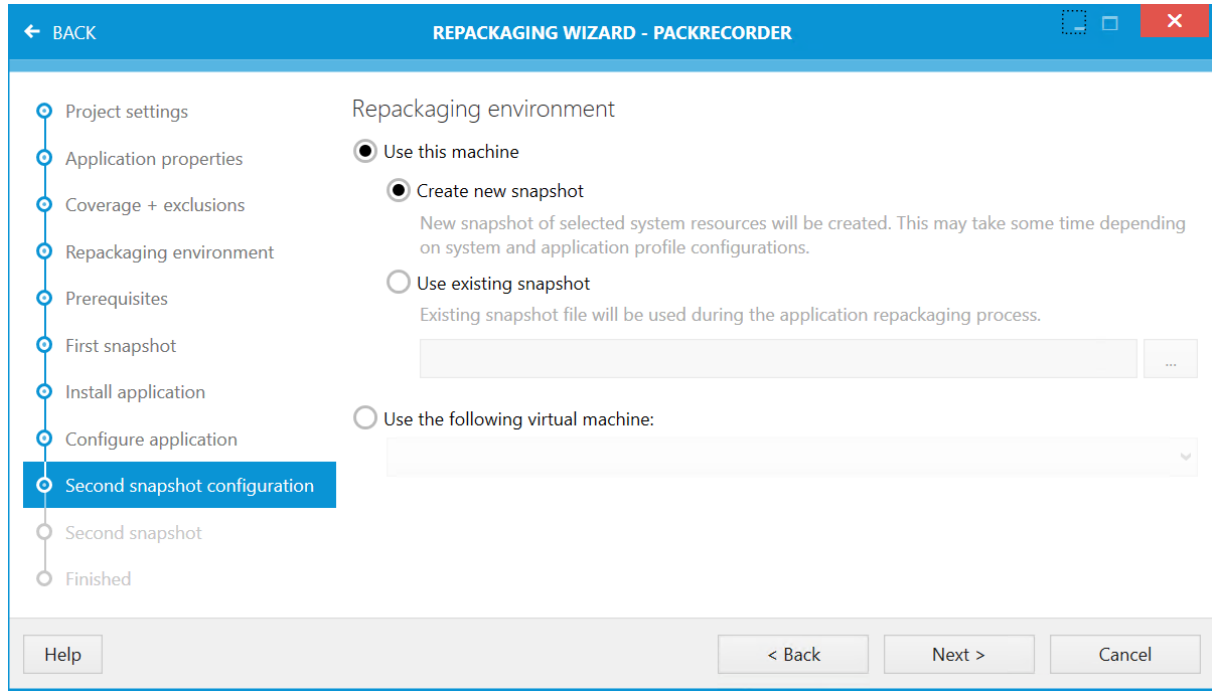 BACK
REPACKAGING WIZARD - PACKRECORDER
Project settings
Application properties
Coverage + exclusions
Repackaging environment
Prerequisites
First snapshot
Install application
Configure application
Second snapshot configuration
Second snapshot
Finished
Repackaging environment
Use this machine
Create new snapshot
New snapshot of selected system resources will be created. This may take some time depending
on system and application profile configurations.
Use existing snapshot
Existing snapshot file will be used during the application repackaging process.
...
Use the following virtual machine:
Help
< Back
Next >
Cancel